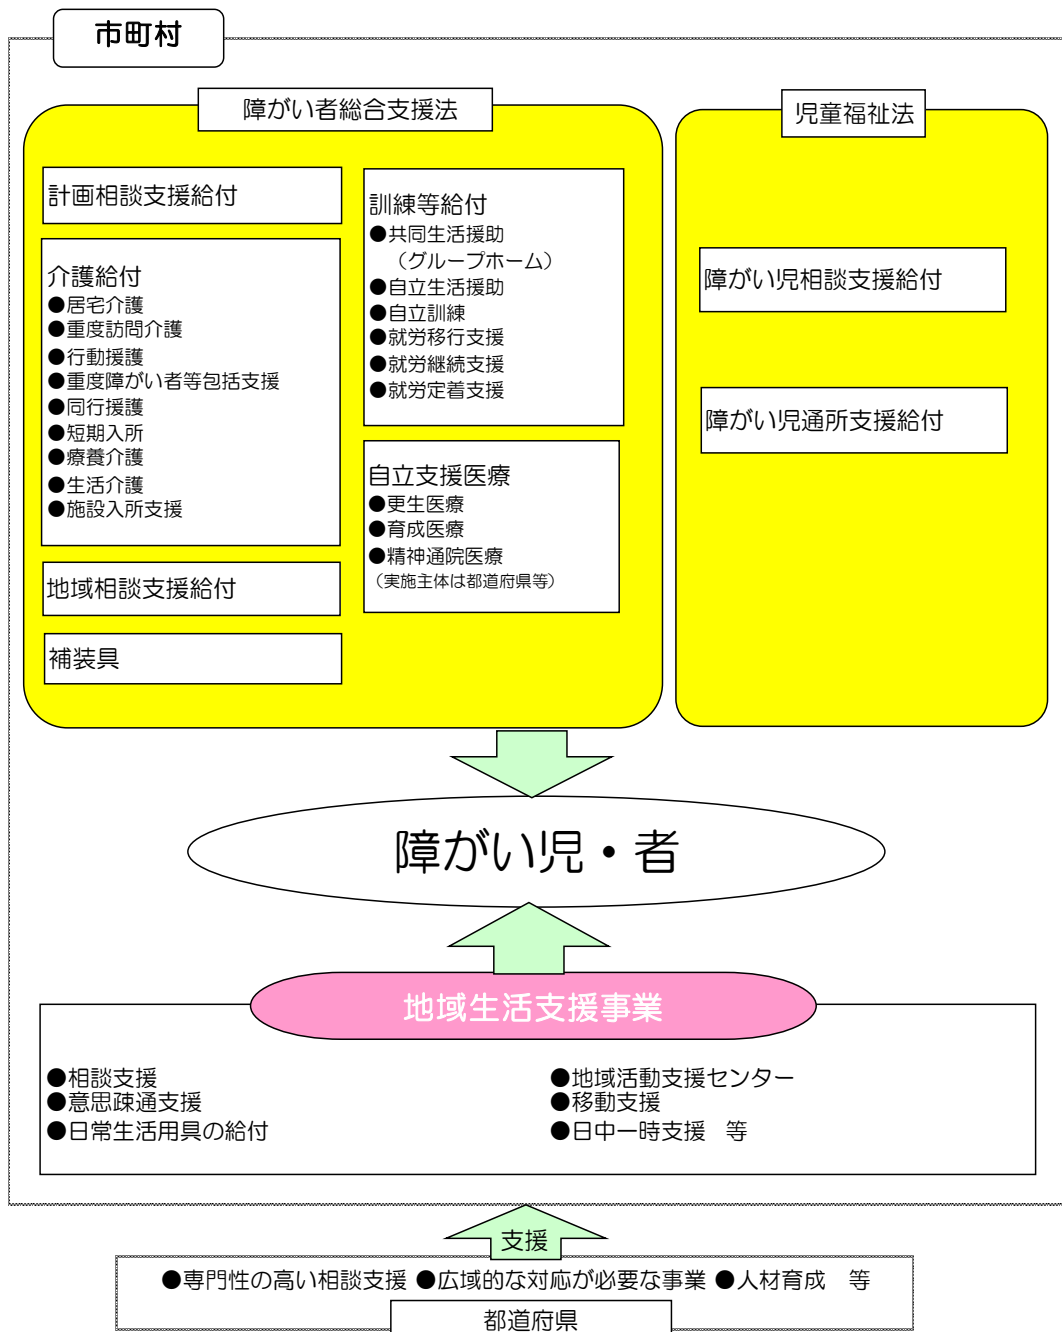 市町村
障がい者総合支援法
計画相談支援給付
介護給付
●居宅介護
●重度訪問介護
●行動援護
●重度障がい者等包括支援
●同行援護
●短期入所
●療養介護
●生活介護
●施設入所支援
地域相談支援給付
補装具
訓練等給付
●共同生活援助
（グループホーム）
●自立生活援助
●自立訓練
●就労移行支援
●就労継続支援
●就労定着支援
自立支援医療
●更生医療
●育成医療
●精神通院医療
（実施主体は都道府県等）
児童福祉法
障がい児相談支援給付
障がい児通所支援給付
障がい児・者
地域生活支援事業
●相談支援
●意思疎通支援
●日常生活用具の給付
●地域活動支援センター
●移動支援
●日中一時支援　等
支援
●専門性の高い相談支援 ●広域的な対応が必要な事業 ●人材育成　等
都道府県